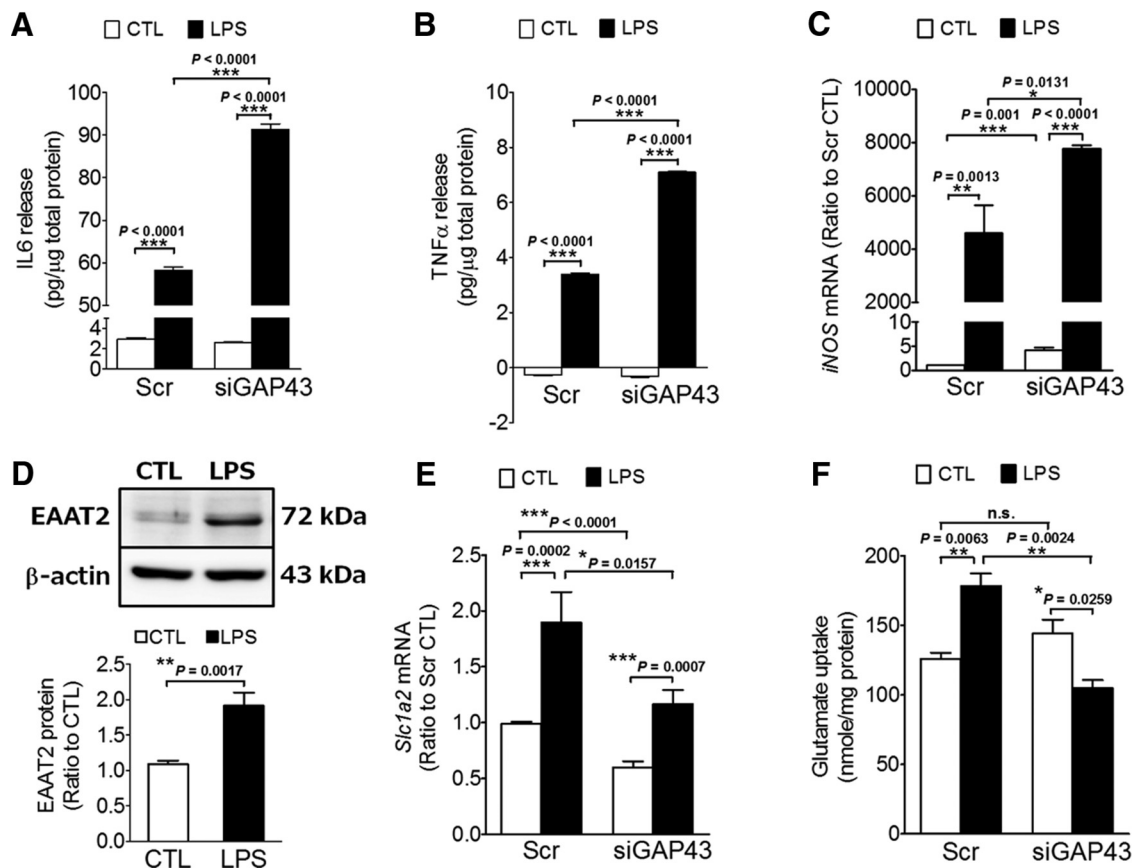 A
CTL LPS
P < 0.0001
***
P < 0.0001
***
P < 0.0001
***
IL6 release
(pg/μg total protein)
100
90
80
70
60
50
4
2
0
Scr siGAP43
B
CTL LPS
P < 0.0001
***
P < 0.0001
***
P < 0.0001
***
TNFα release
(pg/μg total protein)
10
8
6
4
2
0
-2
Scr siGAP43
C
CTL LPS
P = 0.0131
*
P = 0.001
***
P < 0.0001
***
P = 0.0013
**
iNOS mRNA (Ratio to Scr CTL)
10000
8000
6000
4000
2000
10
5
0
Scr siGAP43
D
CTL LPS
EAAT2 72 kDa
β-actin 43 kDa
CTL LPS
** P = 0.0017
EAAT2 protein
(Ratio to CTL)
2.5
2.0
1.5
1.0
0.5
0.0
CTL LPS
E
CTL LPS
*** P < 0.0001
P = 0.0002
***
* P = 0.0157
*** P = 0.0007
Slc1a2 mRNA
(Ratio to Scr CTL)
2.5
2.0
1.5
1.0
0.5
0.0
Scr siGAP43
F
CTL LPS
n.s.
P = 0.0063 P = 0.0024
** **
* P = 0.0259
Glutamate uptake
(nmole/mg protein)
200
150
100
50
0
Scr siGAP43